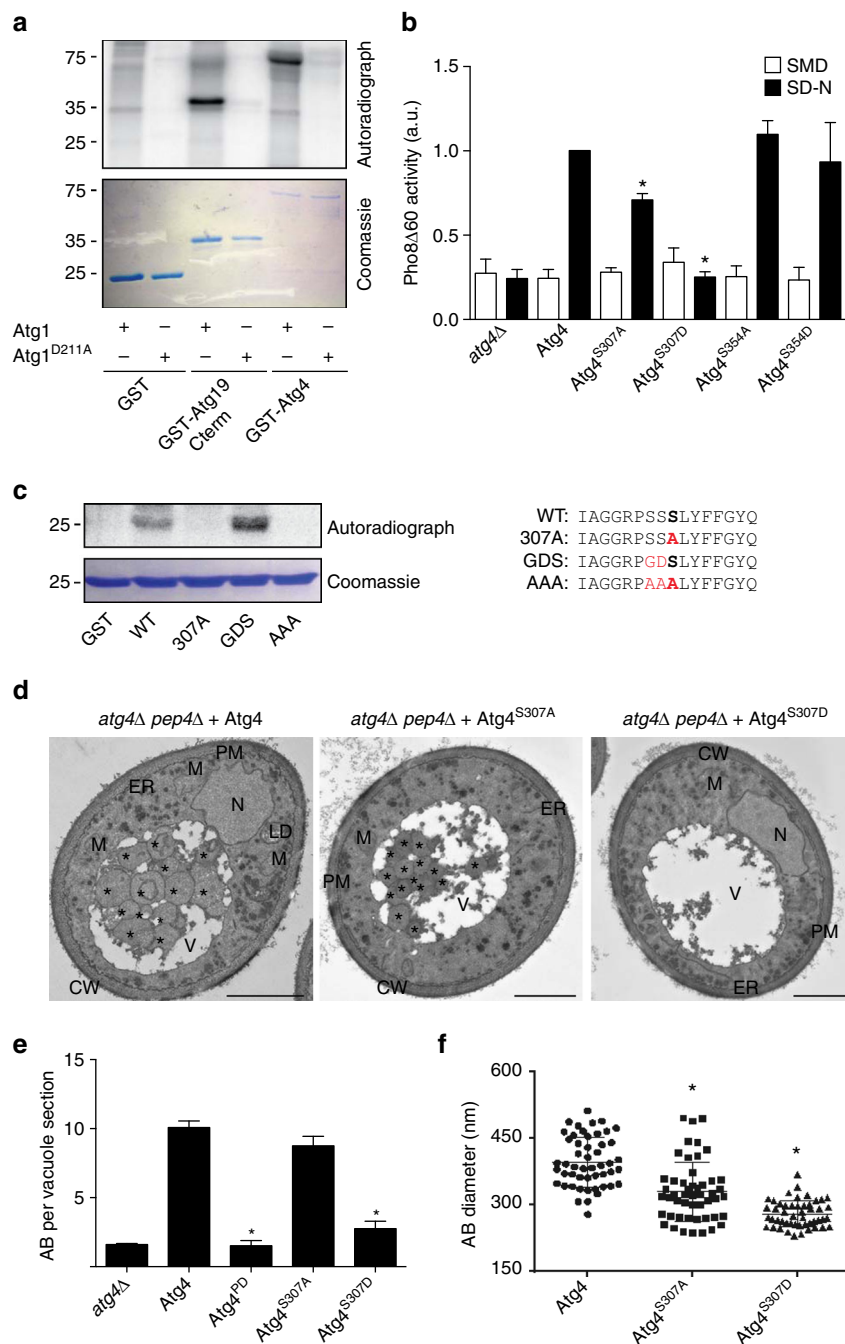 a
75
35
25
Autoradiograph
75
35
25
Coomassie
Atg1 + − + − + −
Atg1D211A − + − + − +
GST
GST-Atg19 Cterm
GST-Atg4
b
SMD
SD-N
Pho8Δ60 activity (a.u.)
1.5
1.0
0.5
0.0
*
*
atg4Δ
Atg4
Atg4S307A
Atg4S307D
Atg4S354A
Atg4S354D
c
25
Autoradiograph
25
Coomassie
GST
WT
307A
GDS
AAA
WT: IAGGRPSSSLYFFGYQ
307A: IAGGRPSSALYFFGYQ
GDS: IAGGRPGDSLYFFGYQ
AAA: IAGGRPAAALYFFGYQ
d
atg4Δ pep4Δ + Atg4
PM
M
ER
N
LD
M
M
V
CW
atg4Δ pep4Δ + Atg4S307A
ER
M
PM
V
CW
atg4Δ pep4Δ + Atg4S307D
CW
M
N
V
PM
ER
e
AB per vacuole section
15
10
5
*
*
atg4Δ
Atg4
Atg4PD
Atg4S307A
Atg4S307D
f
AB diameter (nm)
600
450
300
150
*
*
Atg4
Atg4S307A
Atg4S307D